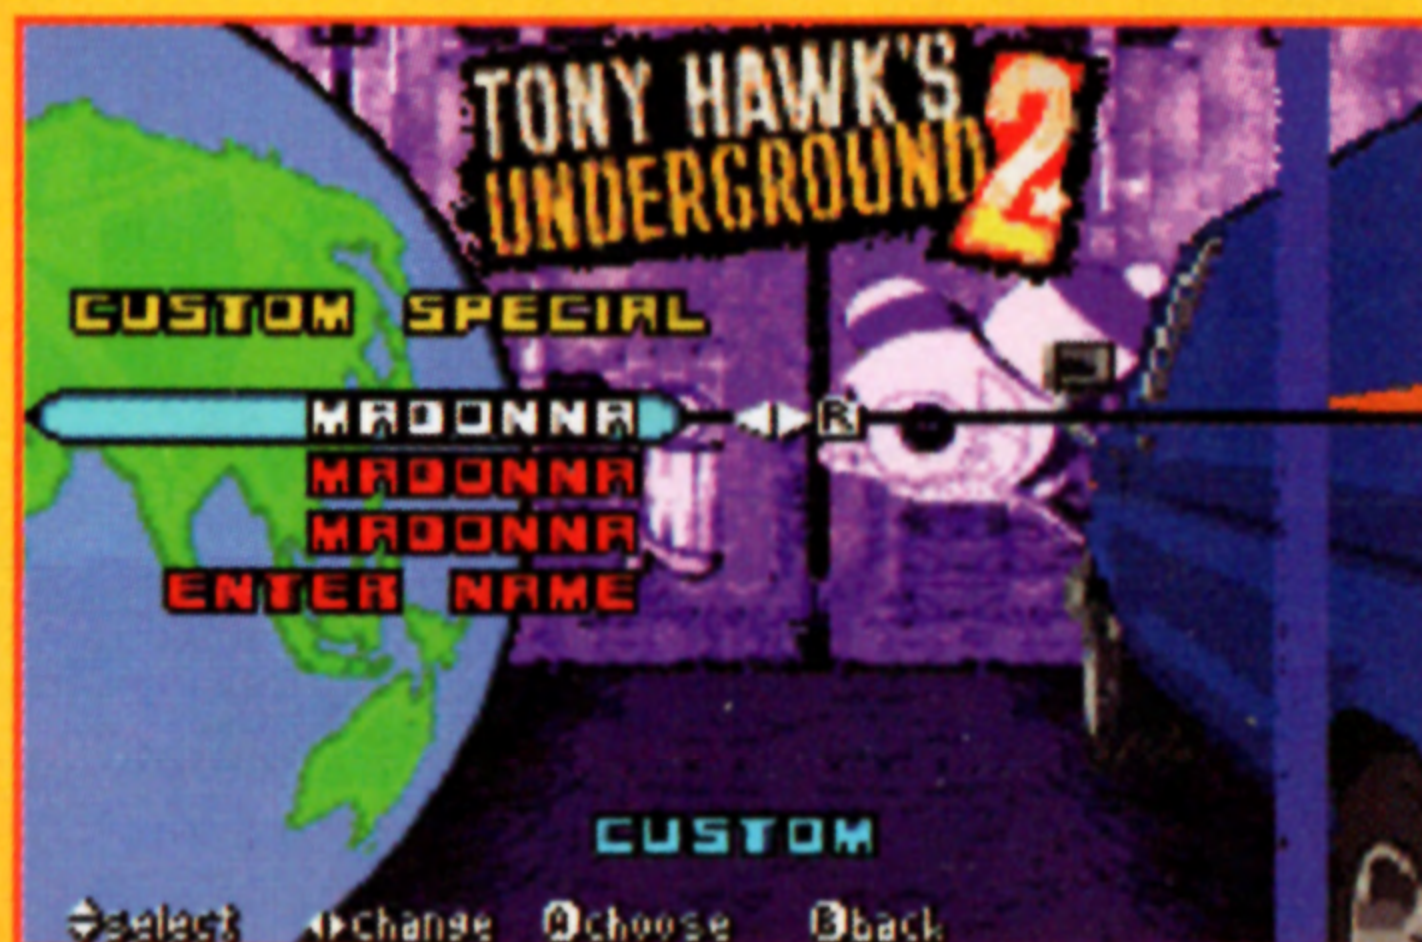 TONY HAWK'S
UNDERGROUND 2
CUSTOM SPECIAL
MADONNA R
MADONNA
MADONNA
ENTER NAME
CUSTOM
select change A choose B back